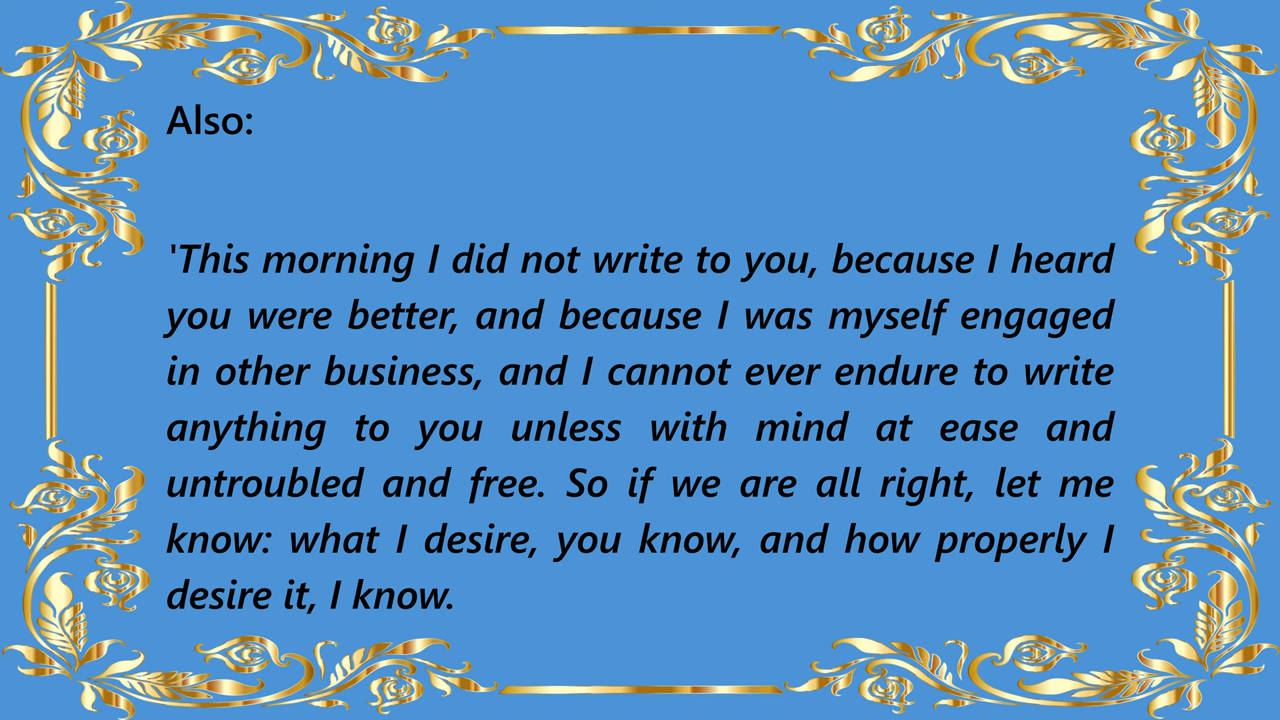 Also:
'This morning I did not write to you, because I heard
you were better, and because I was myself engaged
in other business, and I cannot ever endure to write
anything to you unless with mind at ease and
untroubled and free. So if we are all right, let me
know: what I desire, you know, and how properly I
desire it, I know.